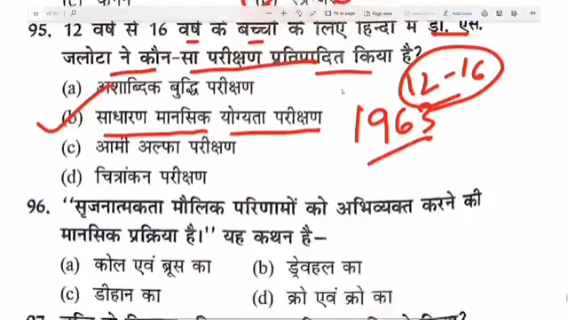 95. 12 वर्ष से 16 वर्ष के बच्चों के लिए हिन्दी में डॉ. एस.
जलोटा ने कौन-सा परीक्षण प्रतिपादित किया है?
12-16
(a) अशाब्दिक बुद्धि परीक्षण
(b) साधारण मानसिक योग्यता परीक्षण
1963
(c) आर्मी अल्फा परीक्षण
(d) चित्रांकन परीक्षण
96. "सृजनात्मकता मौलिक परिणामों को अभिव्यक्त करने की
मानसिक प्रक्रिया है।" यह कथन है–
(a) कोल एवं ब्रूस का (b) ड्रेवहल का
(c) डीहान का (d) क्रो एवं क्रो का